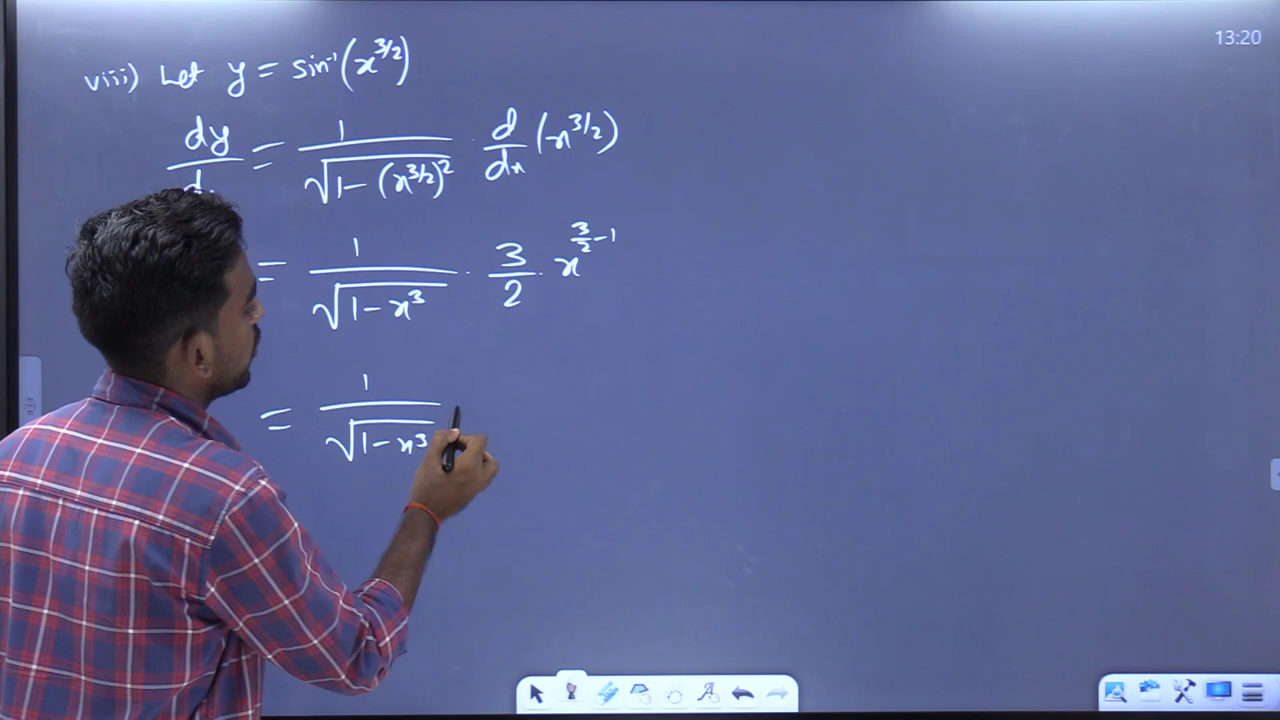 13:20
viii) Let y = sin⁻¹(x^{3/2})
dy/d = 1/√(1-(x^{3/2})²) · d/dx (x^{3/2})
= 1/√(1-x³) · 3/2 · x^{3/2-1}
= 1/√(1-x³)